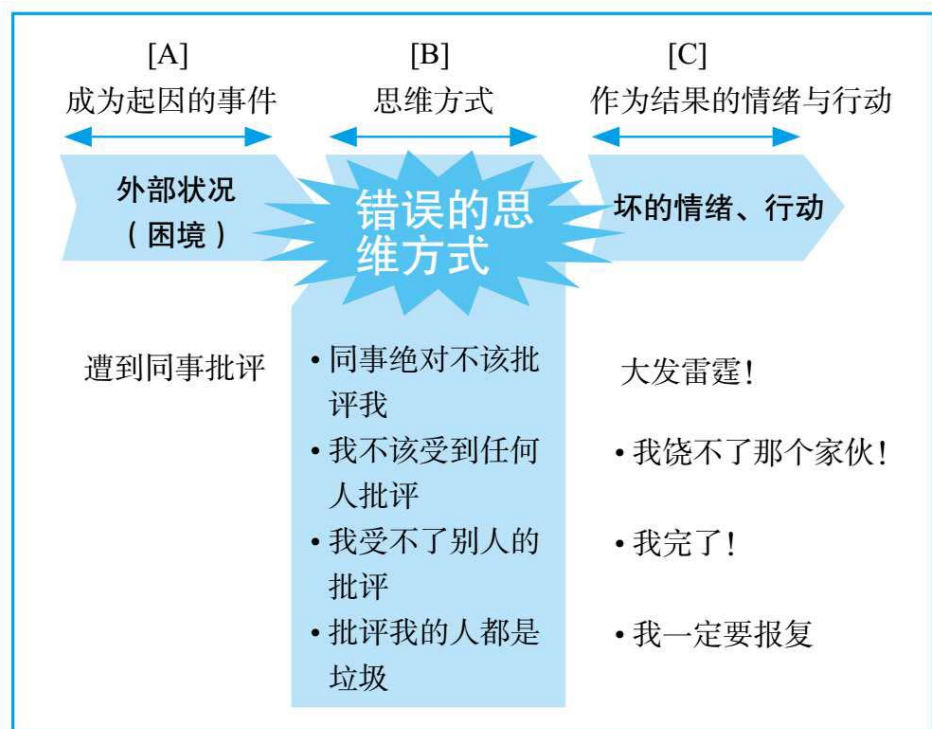 [A]
成为起因的事件
[B]
思维方式
[C]
作为结果的情绪与行动
外部状况
（困境）
错误的思
维方式
坏的情绪、行动
遭到同事批评
• 同事绝对不该批
评我
• 我不该受到任何
人批评
• 我受不了别人的
批评
• 批评我的人都是
垃圾
大发雷霆！
• 我饶不了那个家伙！
• 我完了！
• 我一定要报复